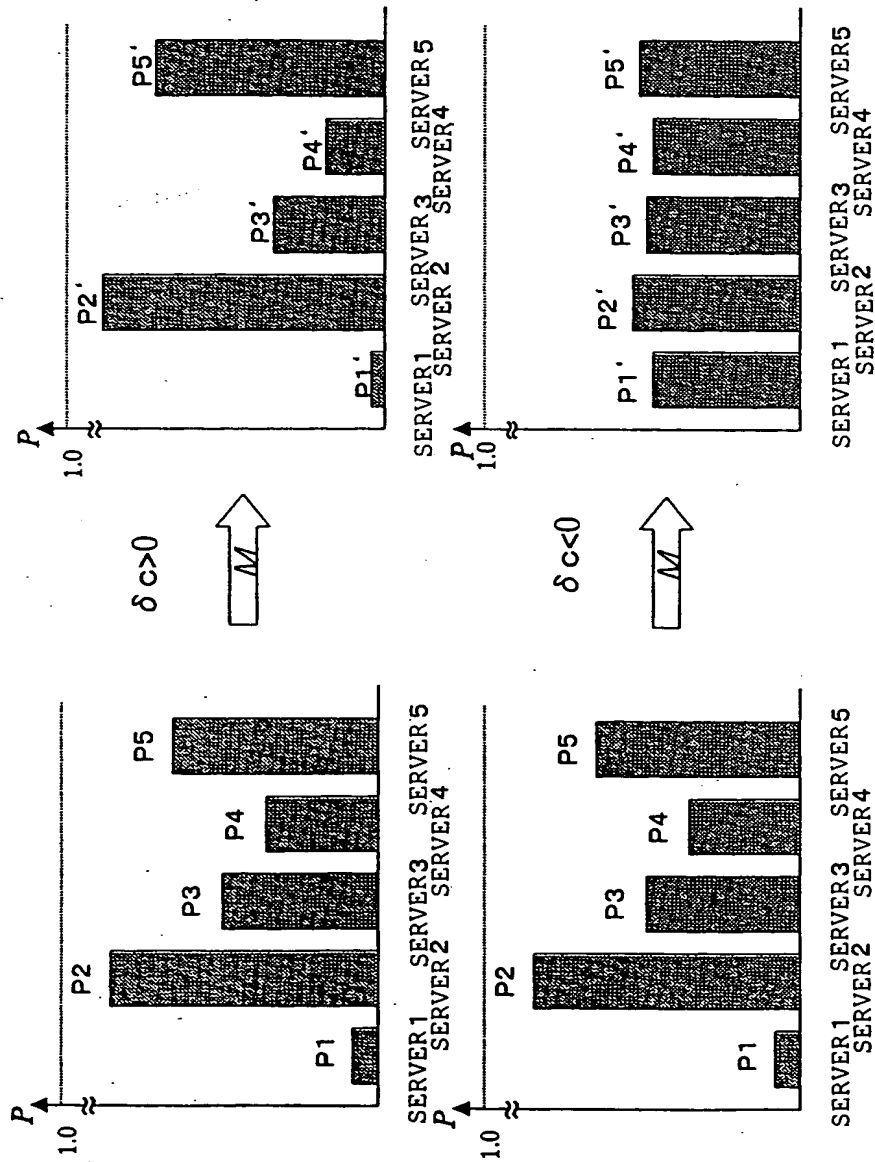 P
1.0
P1
P2
P3
P4
P5
SERVER1 SERVER3 SERVER5
SERVER2 SERVER4
δc>0
M
P
1.0
P1'
P2'
P3'
P4'
P5'
SERVER1 SERVER3 SERVER5
SERVER2 SERVER4
P
1.0
P1
P2
P3
P4
P5
SERVER1 SERVER3 SERVER5
SERVER2 SERVER4
δc<0
M
P
1.0
P1'
P2'
P3'
P4'
P5'
SERVER1 SERVER3 SERVER5
SERVER2 SERVER4